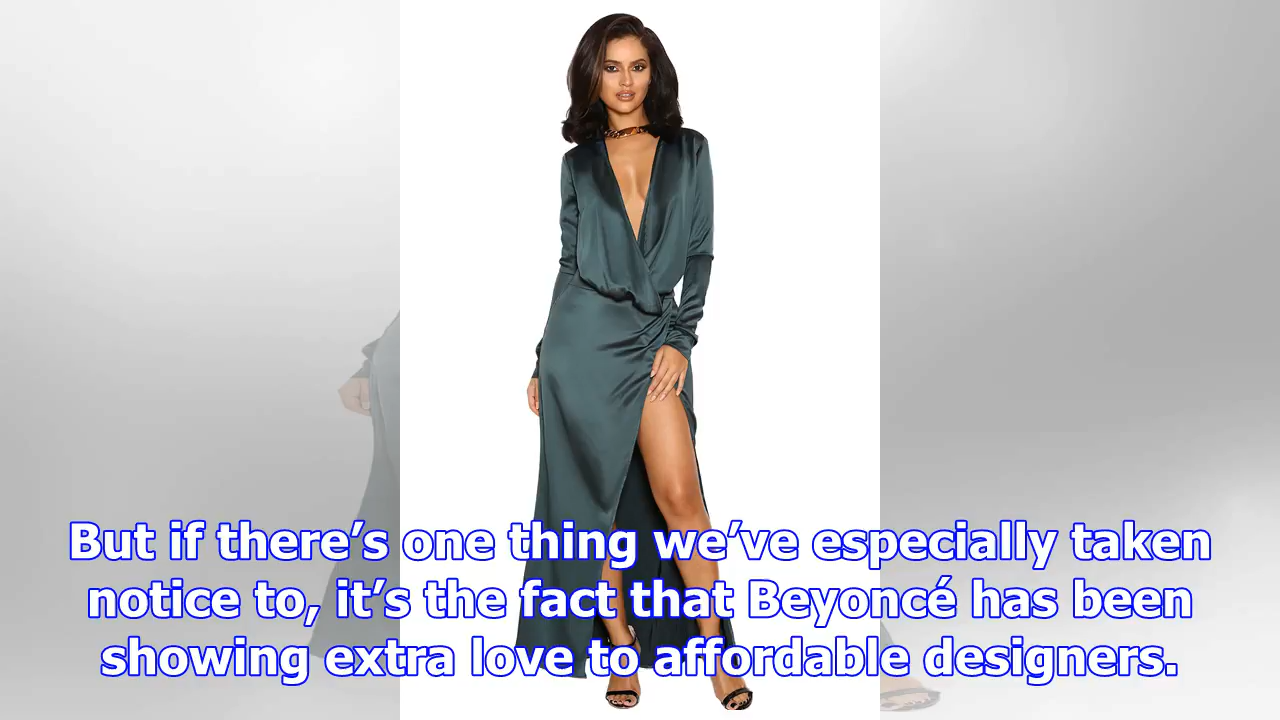 But if there’s one thing we’ve especially taken
notice to, it’s the fact that Beyoncé has been
showing extra love to affordable designers.